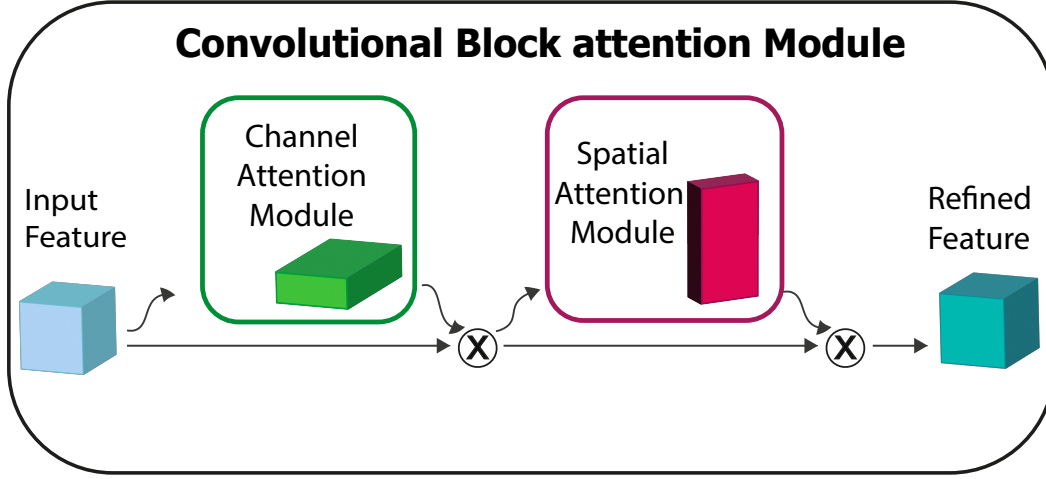 Convolutional Block attention Module
Input
Feature
Channel
Attention
Module
X
Spatial
Attention
Module
X
Refined
Feature